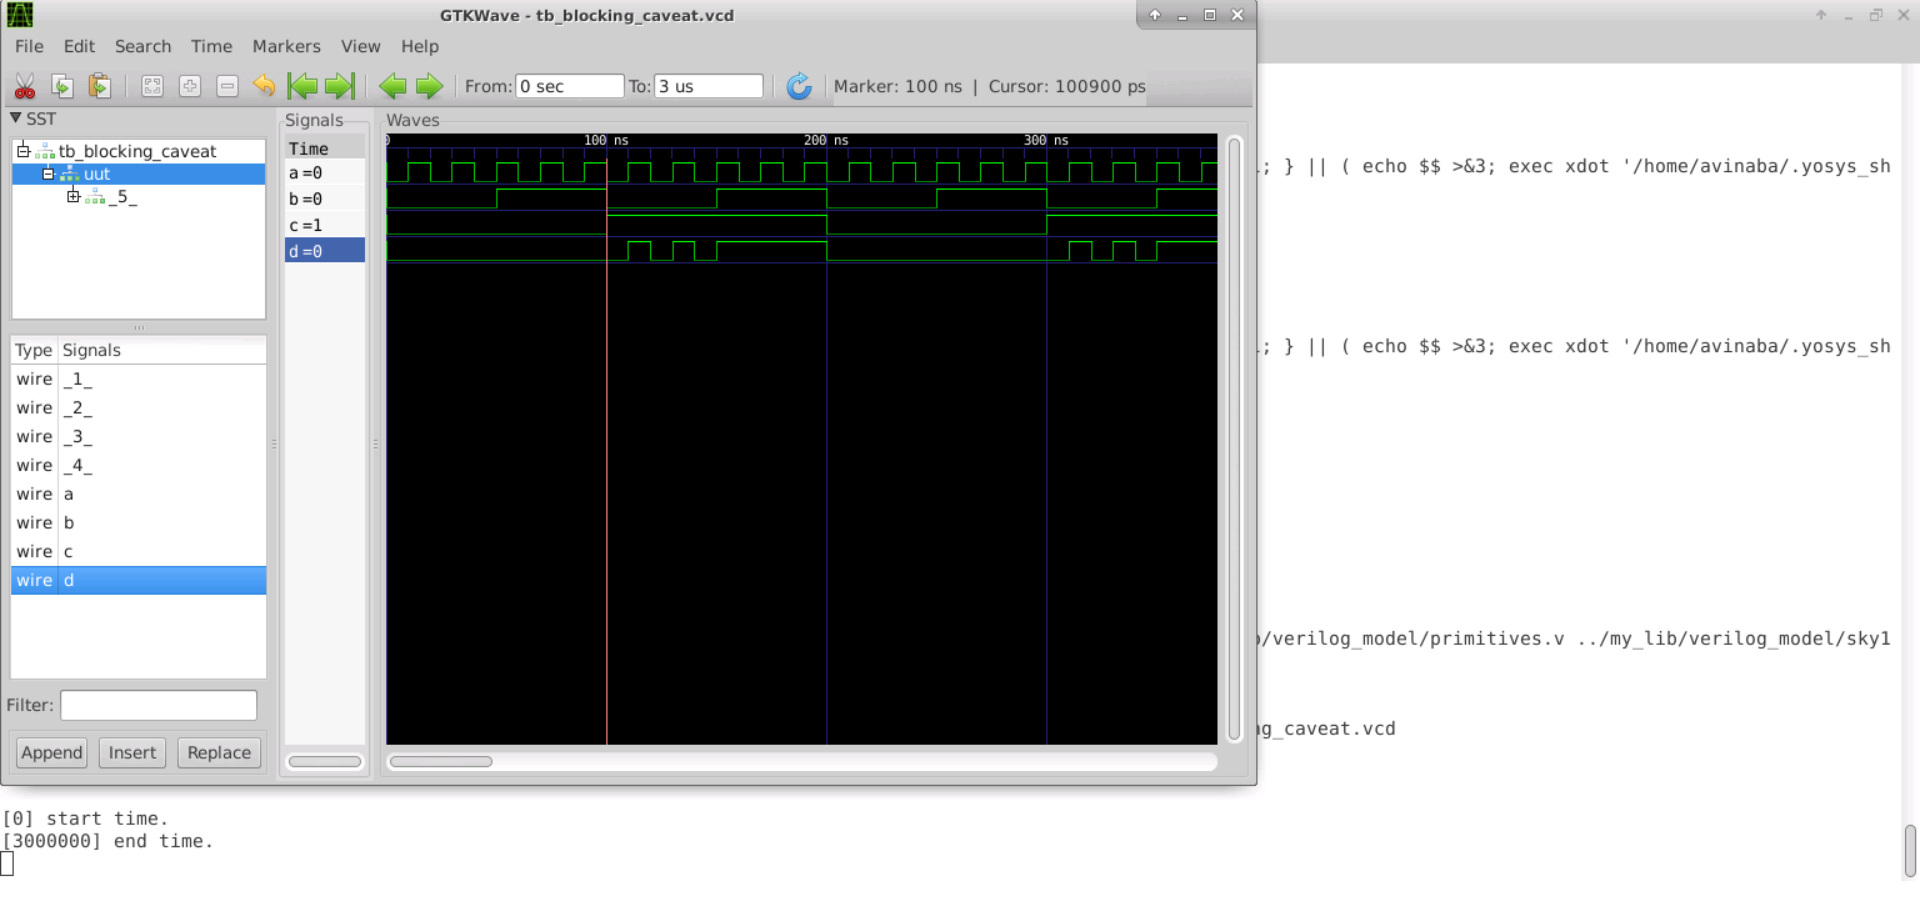 GTKWave - tb_blocking_caveat.vcd
File Edit Search Time Markers View Help
From: 0 sec To: 3 us Marker: 100 ns | Cursor: 100900 ps
SST
tb_blocking_caveat
uut
_5_
Type Signals
wire _1_
wire _2_
wire _3_
wire _4_
wire a
wire b
wire c
wire d
Filter:
Append Insert Replace
Signals
Time
a=0
b=0
c=1
d=0
Waves
0 100 ns 200 ns 300 ns
; } || ( echo $$ >&3; exec xdot '/home/avinaba/.yosys_sh
; } || ( echo $$ >&3; exec xdot '/home/avinaba/.yosys_sh
/verilog_model/primitives.v ../my_lib/verilog_model/sky1
g_caveat.vcd
[0] start time.
[3000000] end time.